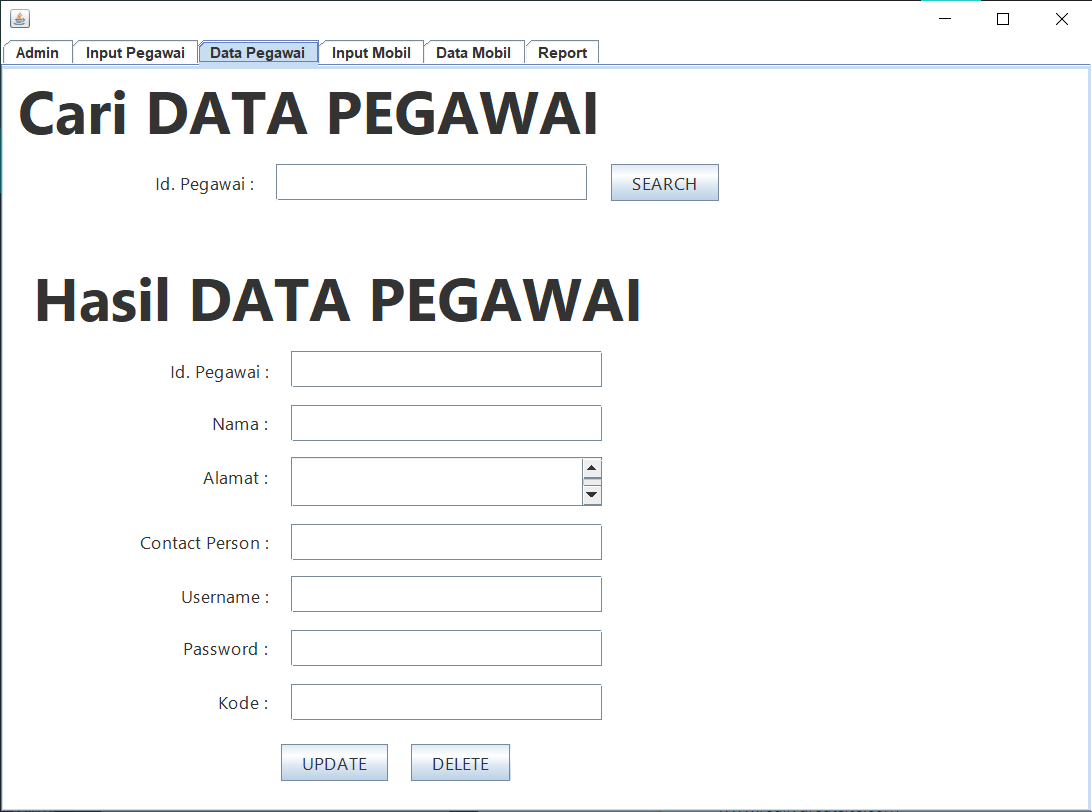 Admin Input Pegawai Data Pegawai Input Mobil Data Mobil Report
Cari DATA PEGAWAI
Id. Pegawai : SEARCH
Hasil DATA PEGAWAI
Id. Pegawai :
Nama :
Alamat :
Contact Person :
Username :
Password :
Kode :
UPDATE DELETE